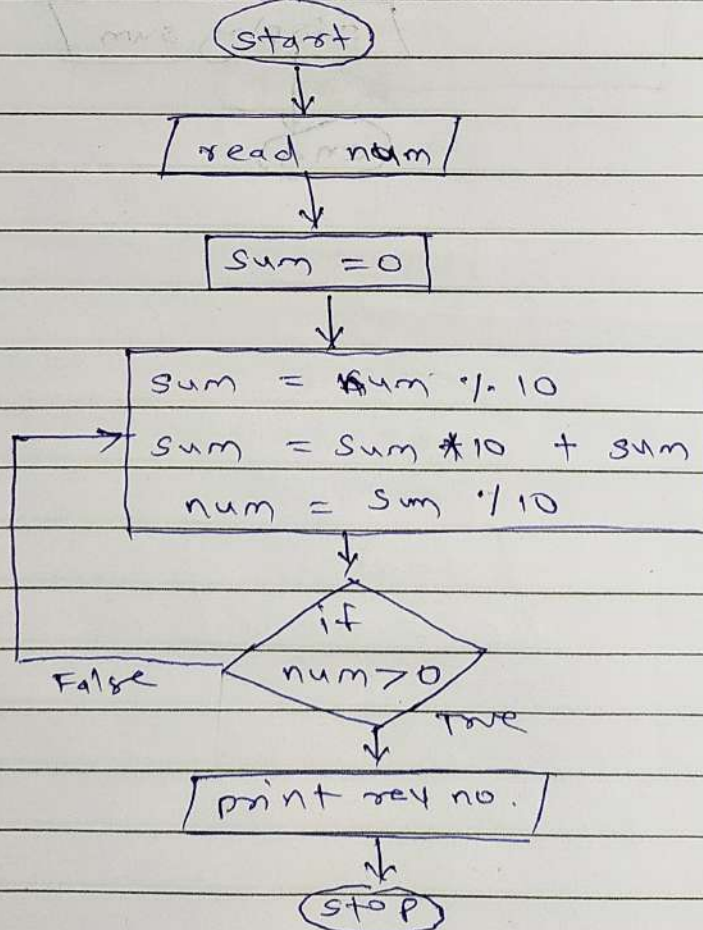 start
read num
sum = 0
sum = num % 10
sum = sum * 10 + sum
num = sum % 10
if
num > 0
False
True
print rev no.
stop